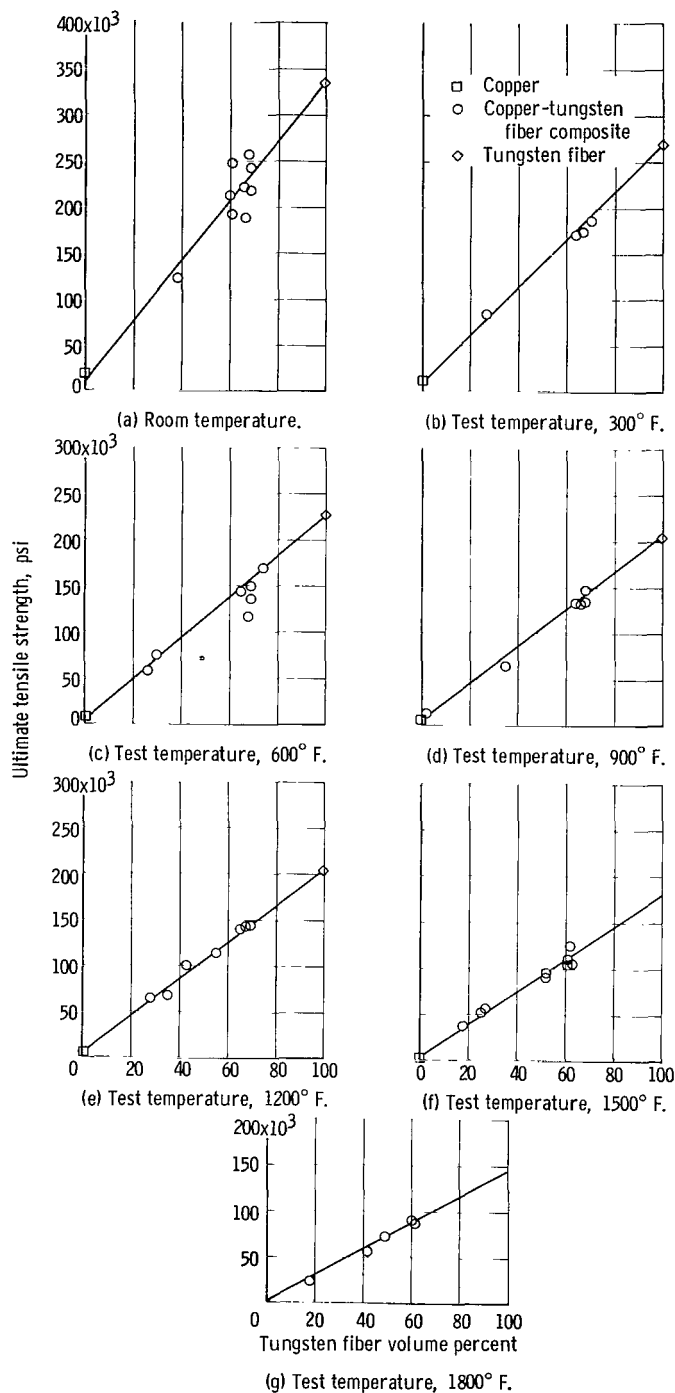 400x10³
350
300
250
200
150
100
50
0
(a) Room temperature.
Copper
Copper-tungsten
fiber composite
Tungsten fiber
(b) Test temperature, 300° F.
Ultimate tensile strength, psi
300x10³
250
200
150
100
50
0
(c) Test temperature, 600° F.
(d) Test temperature, 900° F.
300x10³
250
200
150
100
50
0 20 40 60 80 100
(e) Test temperature, 1200° F.
0 20 40 60 80 100
(f) Test temperature, 1500° F.
200x10³
150
100
50
0 20 40 60 80 100
Tungsten fiber volume percent
(g) Test temperature, 1800° F.